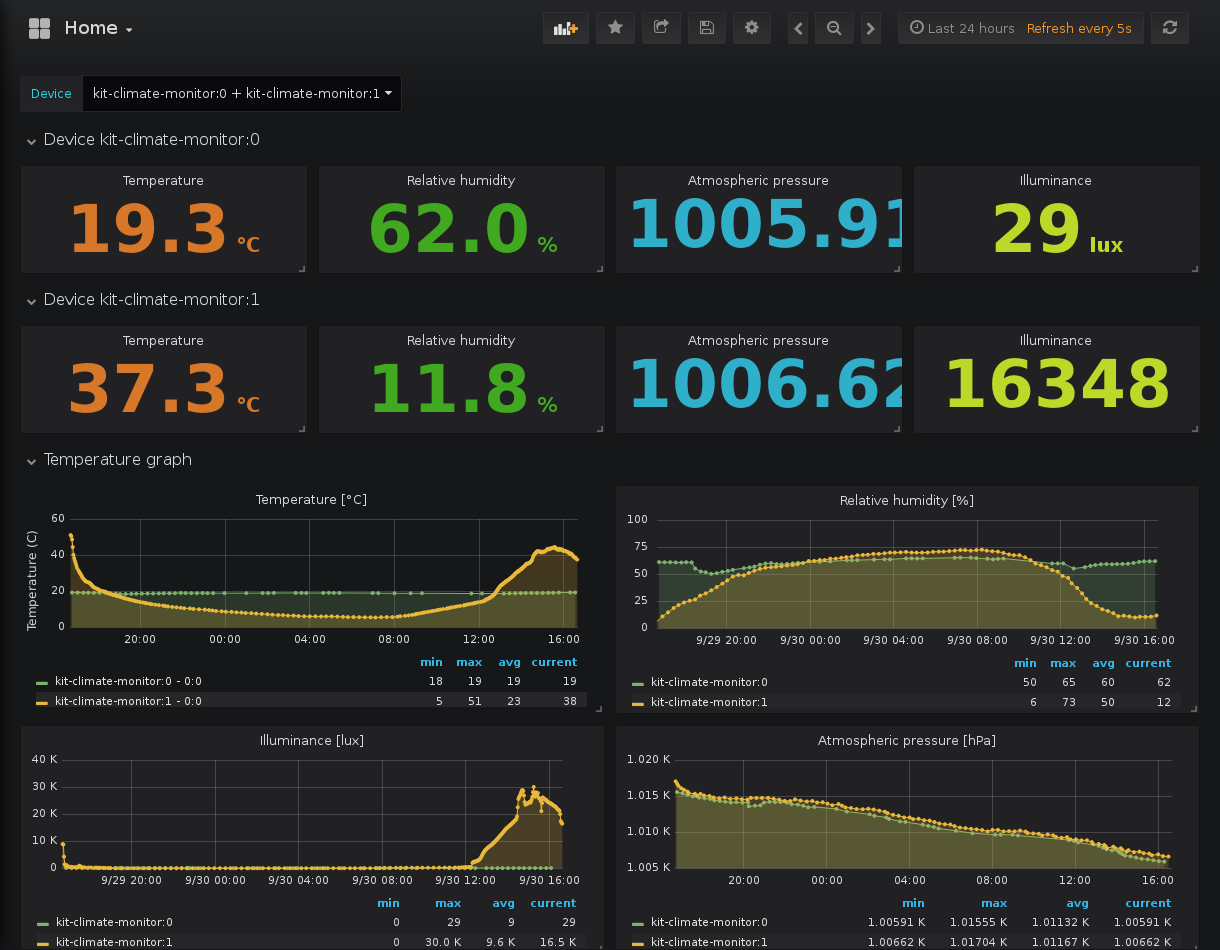 Home
Last 24 hours Refresh every 5s
Device kit-climate-monitor:0 + kit-climate-monitor:1
Device kit-climate-monitor:0
Temperature Relative humidity Atmospheric pressure Illuminance
19.3 °C 62.0 % 1005.91 29 lux
Device kit-climate-monitor:1
Temperature Relative humidity Atmospheric pressure Illuminance
37.3 °C 11.8 % 1006.62 16348
Temperature graph
Temperature [°C]
Temperature (C)
60
40
20
0
20:00 00:00 04:00 08:00 12:00 16:00
min max avg current
kit-climate-monitor:0 - 0:0 18 19 19 19
kit-climate-monitor:1 - 0:0 5 51 23 38
Relative humidity [%]
100
75
50
25
0
9/29 20:00 9/30 00:00 9/30 04:00 9/30 08:00 9/30 12:00 9/30 16:00
min max avg current
kit-climate-monitor:0 50 65 60 62
kit-climate-monitor:1 6 73 50 12
Illuminance [lux]
40 K
30 K
20 K
10 K
0
9/29 20:00 9/30 00:00 9/30 04:00 9/30 08:00 9/30 12:00 9/30 16:00
min max avg current
kit-climate-monitor:0 0 29 9 29
kit-climate-monitor:1 0 30.0 K 9.6 K 16.5 K
Atmospheric pressure [hPa]
1.020 K
1.015 K
1.010 K
1.005 K
20:00 00:00 04:00 08:00 12:00 16:00
min max avg current
kit-climate-monitor:0 1.00591 K 1.01555 K 1.01132 K 1.00591 K
kit-climate-monitor:1 1.00662 K 1.01704 K 1.01167 K 1.00662 K